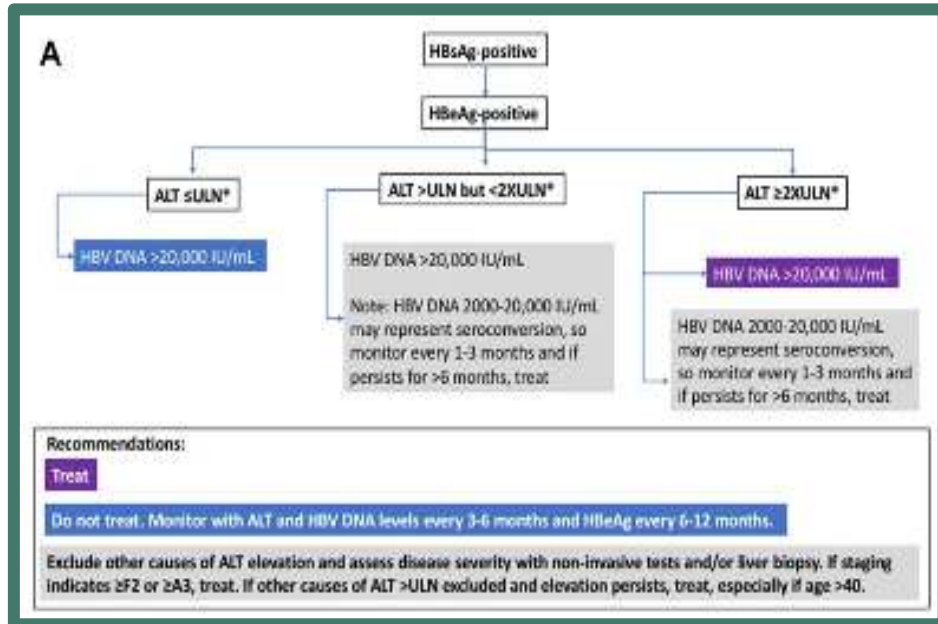 A
HBsAg-positive
HBeAg-positive
ALT ≤ULN*
ALT >ULN but <2XULN*
ALT ≥2XULN*
HBV DNA >20,000 IU/mL
HBV DNA >20,000 IU/mL
Note: HBV DNA 2000-20,000 IU/mL
may represent seroconversion, so
monitor every 1-3 months and if
persists for >6 months, treat
HBV DNA >20,000 IU/mL
HBV DNA 2000-20,000 IU/mL
may represent seroconversion,
so monitor every 1-3 months and
if persists for >6 months, treat
Recommendations:
Treat
Do not treat. Monitor with ALT and HBV DNA levels every 3-6 months and HBeAg every 6-12 months.
Exclude other causes of ALT elevation and assess disease severity with non-invasive tests and/or liver biopsy. If staging
indicates ≥F2 or ≥A3, treat. If other causes of ALT >ULN excluded and elevation persists, treat, especially if age >40.